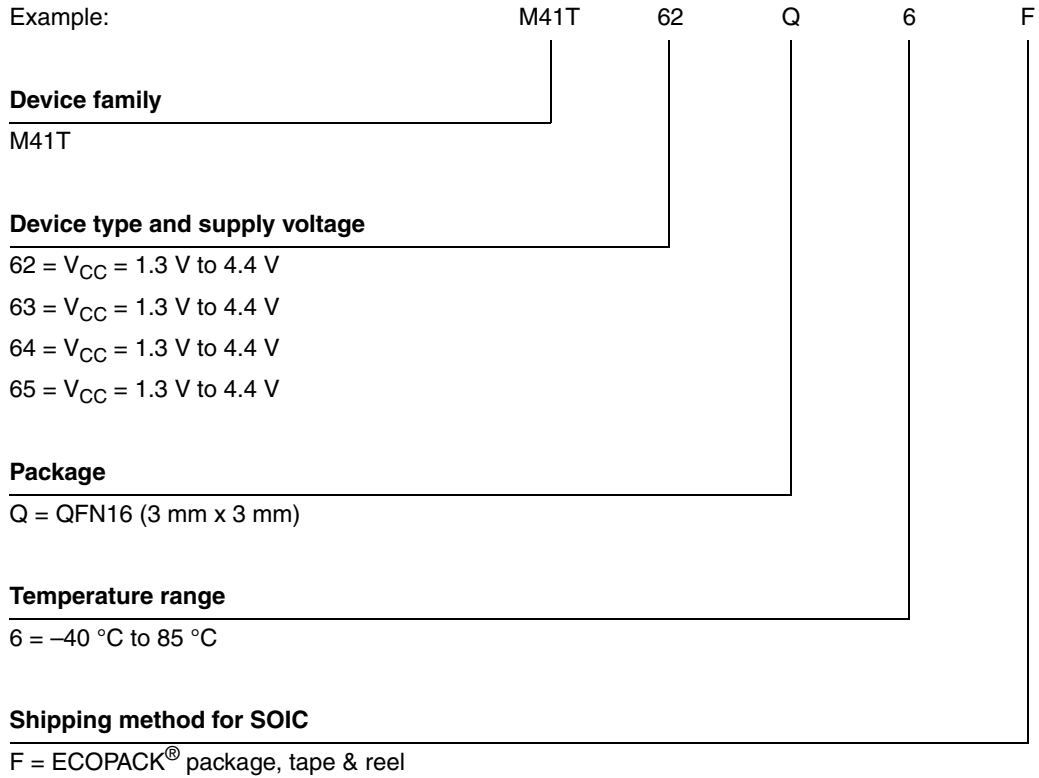 Example: M41T 62 Q 6 F
Device family
M41T
Device type and supply voltage
62 = VCC = 1.3 V to 4.4 V
63 = VCC = 1.3 V to 4.4 V
64 = VCC = 1.3 V to 4.4 V
65 = VCC = 1.3 V to 4.4 V
Package
Q = QFN16 (3 mm x 3 mm)
Temperature range
6 = –40 °C to 85 °C
Shipping method for SOIC
F = ECOPACK® package, tape & reel